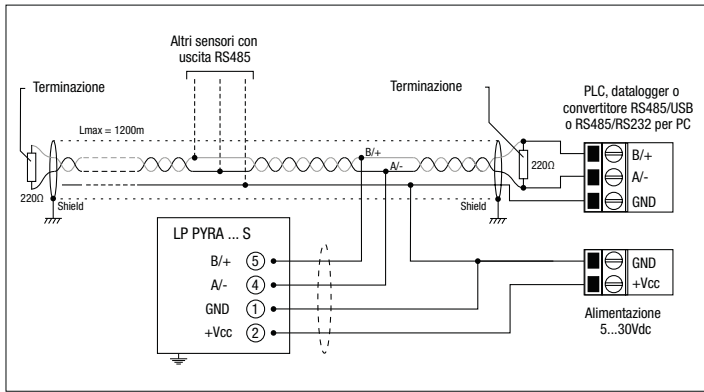 Altri sensori con
uscita RS485
Terminazione
Terminazione
PLC, datalogger o
convertitore RS485/USB
o RS485/RS232 per PC
Lmax = 1200m
B/+
A/-
220Ω
220Ω
Shield
Shield
B/+
A/-
GND
LP PYRA ... S
B/+ 5
A/- 4
GND 1
+Vcc 2
GND
+Vcc
Alimentazione
5...30Vdc